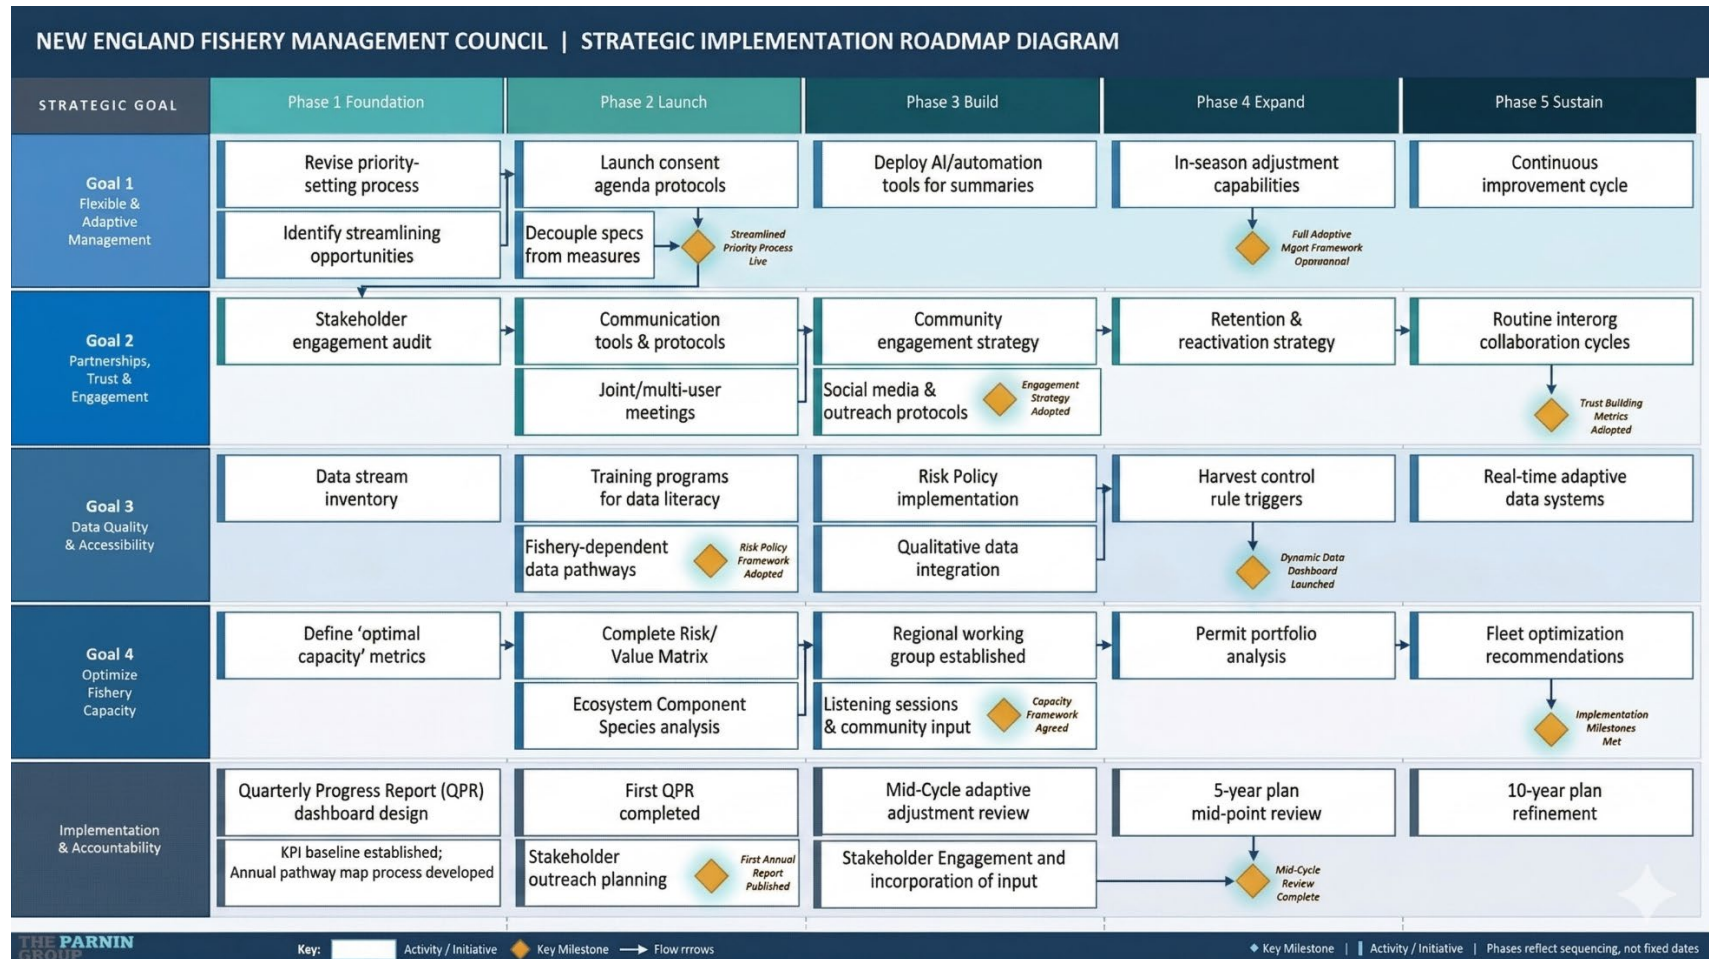 NEW ENGLAND FISHERY MANAGEMENT COUNCIL | STRATEGIC IMPLEMENTATION ROADMAP DIAGRAM
STRATEGIC GOAL
Phase 1 Foundation
Phase 2 Launch
Phase 3 Build
Phase 4 Expand
Phase 5 Sustain
Goal 1
Flexible &
Adaptive
Management
Revise priority-
setting process
Identify streamlining
opportunities
Launch consent
agenda protocols
Decouple specs
from measures
Streamlined
Priority Process
Live
Deploy AI/automation
tools for summaries
In-season adjustment
capabilities
Full Adaptive
Mgort Framework
Continuous
improvement cycle
Goal 2
Partnerships,
Trust &
Engagement
Stakeholder
engagement audit
Communication
tools & protocols
Joint/multi-user
meetings
Community
engagement strategy
Social media &
outreach protocols
Engagement
Strategy
Adopted
Retention &
reactivation strategy
Routine interorg
collaboration cycles
Trust Building
Metrics
Adlopted
Goal 3
Data Quality
& Accessibility
Data stream
inventory
Training programs
for data literacy
Fishery-dependent
data pathways
Risk Policy
Framework
Adopted
Risk Policy
implementation
Qualitative data
integration
Harvest control
rule triggers
Dynamic Data
Dashboard
Launched
Real-time adaptive
data systems
Goal 4
Optimize
Fishery
Capacity
Define ‘optimal
capacity’ metrics
Complete Risk/
Value Matrix
Ecosystem Component
Species analysis
Regional working
group established
Listening sessions
& community input
Capacity
Framework
Agreed
Permit portfolio
analysis
Fleet optimization
recommendations
Implementation
Milestones
Met
Implementation
& Accountability
Quarterly Progress Report (QPR)
dashboard design
KPI baseline established;
Annual pathway map process developed
First QPR
completed
Stakeholder
outreach planning
First Annual
Report
Published
Mid-Cycle adaptive
adjustment review
Stakeholder Engagement and
incorporation of input
5-year plan
mid-point review
Mid-Cycle
Review
Complete
10-year plan
refinement
THE PARNIN
GROUP
Key:
Activity / Initiative
Key Milestone
Flow rrrows
Key Milestone | Activity / Initiative | Phases reflect sequencing, not fixed dates